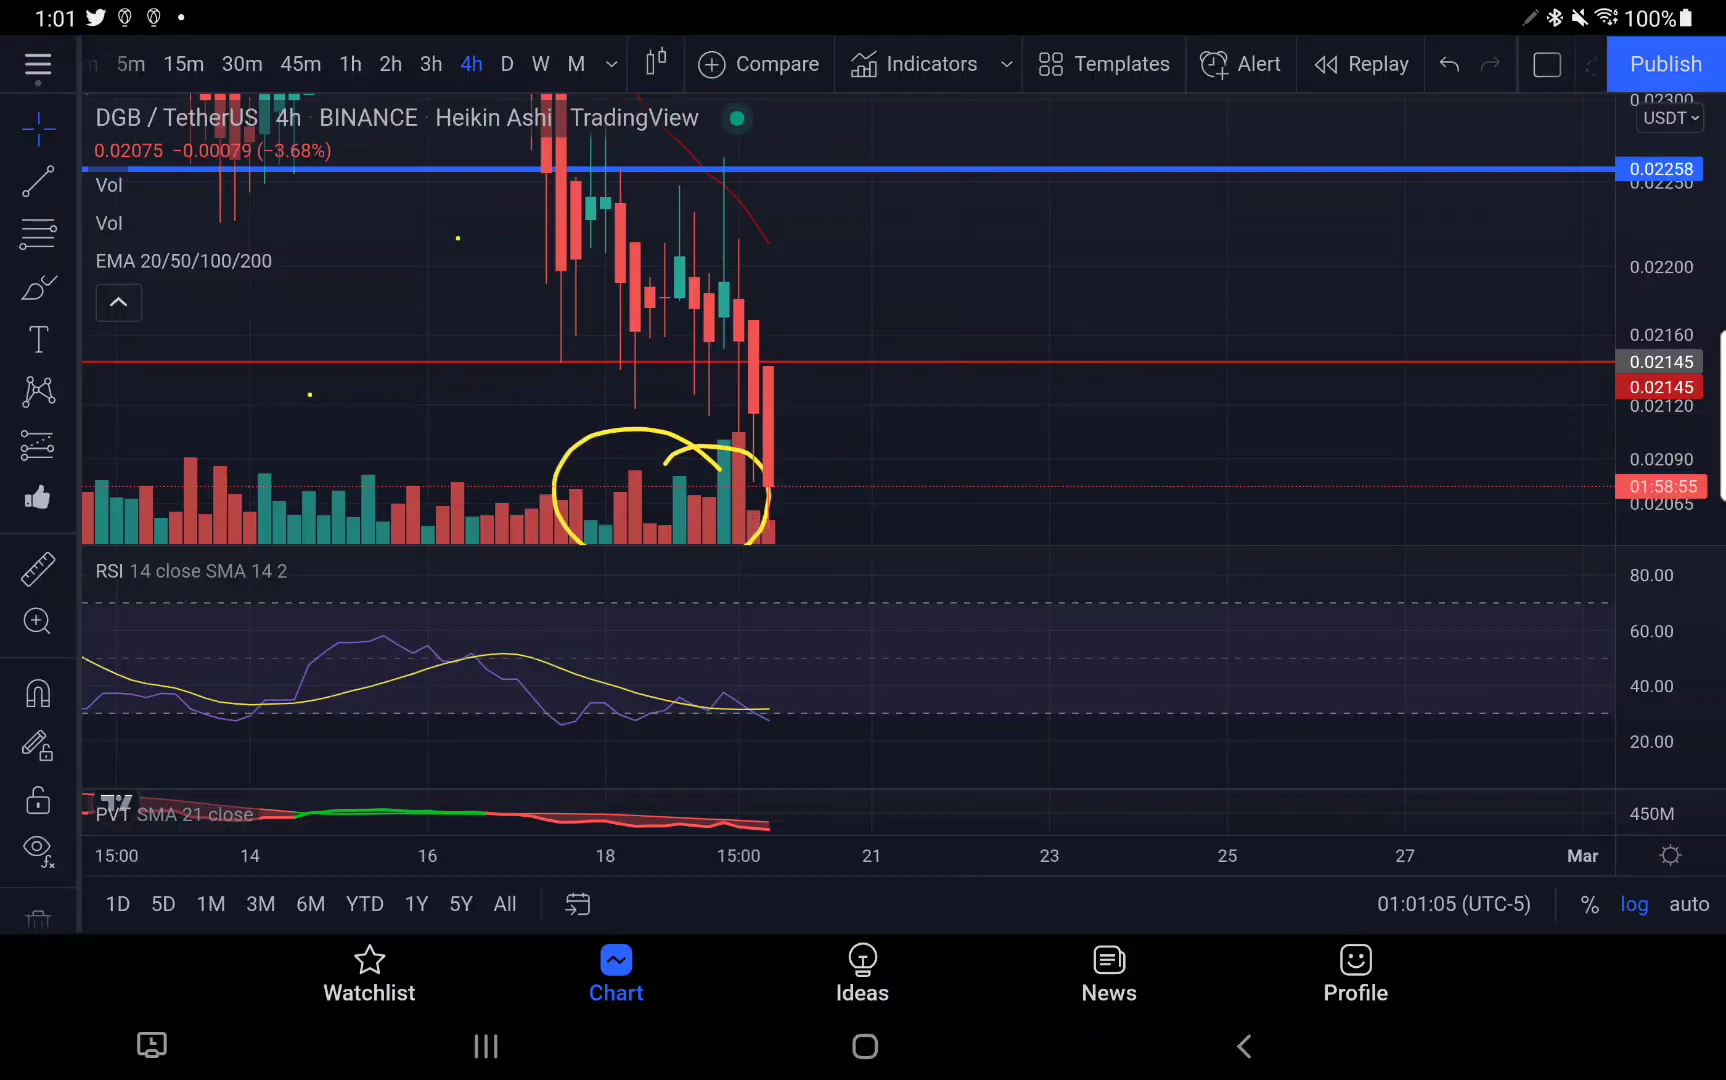 1:01 100%
m 5m 15m 30m 45m 1h 2h 3h 4h D W M Compare Indicators Templates Alert Replay Publish
DGB / TetherUS 4h BINANCE Heikin Ashi TradingView
0.02075 −0.00079 (−3.68%)
Vol
Vol
EMA 20/50/100/200
0.02300
USDT
0.02258
0.02250
0.02200
0.02160
0.02145
0.02145
0.02120
0.02090
01:58:55
0.02065
RSI 14 close SMA 14 2
80.00
60.00
40.00
20.00
PVT SMA 21 close
450M
15:00 14 16 18 15:00 21 23 25 27 Mar
1D 5D 1M 3M 6M YTD 1Y 5Y All 01:01:05 (UTC-5) % log auto
Watchlist Chart Ideas News Profile